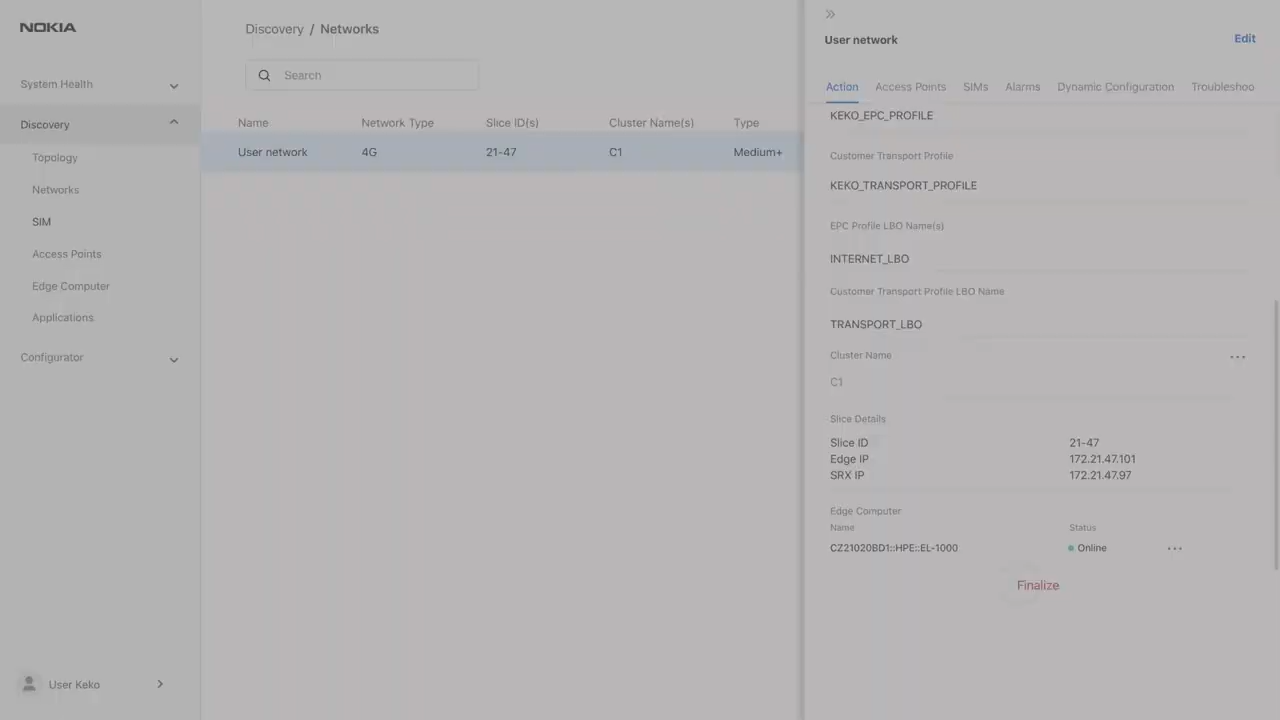 NOKIA
System Health
Discovery
Topology
Networks
SIM
Access Points
Edge Computer
Applications
Configurator
User Keko
Discovery / Networks
Search
Name Network Type Slice ID(s) Cluster Name(s) Type
User network 4G 21-47 C1 Medium+
User network
Edit
Action Access Points SIMs Alarms Dynamic Configuration Troubleshoo
KEKO_EPC_PROFILE
Customer Transport Profile
KEKO_TRANSPORT_PROFILE
EPC Profile LBO Name(s)
INTERNET_LBO
Customer Transport Profile LBO Name
TRANSPORT_LBO
Cluster Name
C1
Slice Details
Slice ID 21-47
Edge IP 172.21.47.101
SRX IP 172.21.47.97
Edge Computer
Name Status
CZ21020BD1::HPE::EL-1000 Online
Finalize